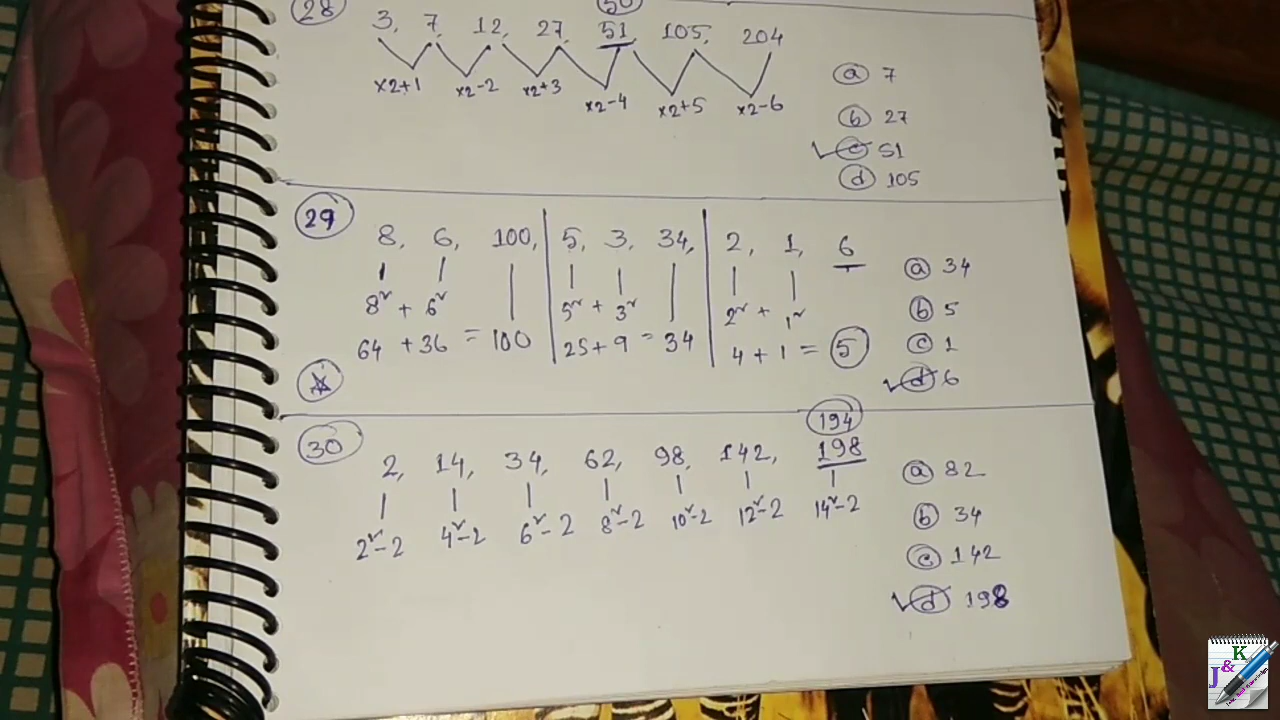 28
50
3, 7, 12, 27, 51, 105, 204
×2+1 ×2-2 ×2+3 ×2-4 ×2+5 ×2-6
a 7
b 27
c 51
d 105
29
8, 6, 100, 5, 3, 34, 2, 1, 6
8² + 6² 5² + 3² 2² + 1²
64 + 36 = 100 25 + 9 = 34 4 + 1 = 5
a 34
b 5
c 1
d 6
30
194
2, 14, 34, 62, 98, 142, 198
2²-2 4²-2 6²-2 8²-2 10²-2 12²-2 14²-2
a 82
b 34
c 142
d 198
J&K